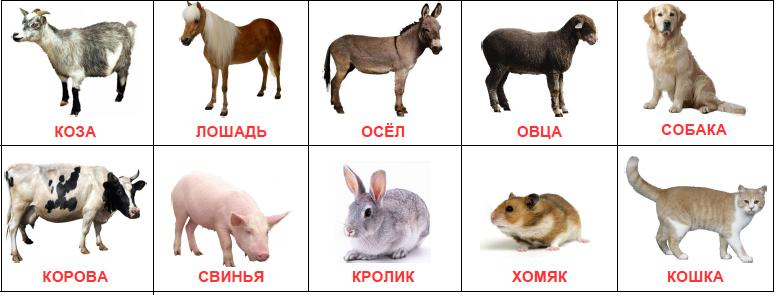 КОЗА
ЛОШАДЬ
ОСЁЛ
ОВЦА
СОБАКА
КОРОВА
СВИНЬЯ
КРОЛИК
ХОМЯК
КОШКА